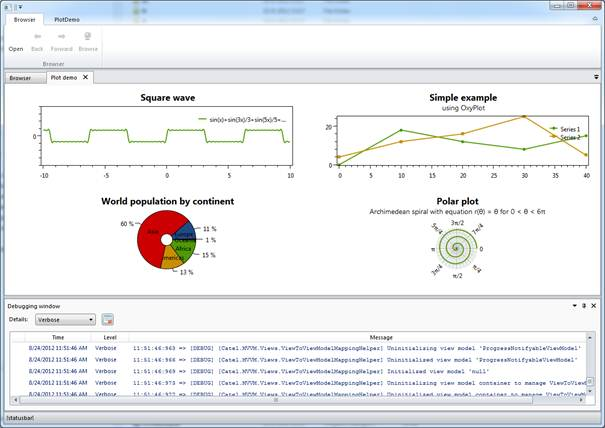 Browser PlotDemo
Open Back Forward Browse
Browser
Browser Plot demo
Square wave
sin(x)+sin(3x)/3+sin(5x)/5+...
0
-10 -5 0 5 10
Simple example
using OxyPlot
20
0
Series 1
Series 2
0 10 20 30 40
World population by continent
60 % Asia
Europe 11 %
Oceania 1 %
Africa 15 %
Americas 13 %
Polar plot
Archimedean spiral with equation r(θ) = θ for 0 < θ < 6π
3π/2
5π/4 7π/4
π 0
3π/4 π/4
π/2
Debugging window
Details: Verbose
Time Level Message
8/24/2012 11:51:46 AM Verbose 11:51:46:963 => [DEBUG] [Catel.MVVM.Views.ViewToViewModelMappingHelper] Uninitialising view model 'ProgressNotifyableViewModel'
8/24/2012 11:51:46 AM Verbose 11:51:46:966 => [DEBUG] [Catel.MVVM.Views.ViewToViewModelMappingHelper] Uninitialized view model 'ProgressNotifyableViewModel'
8/24/2012 11:51:46 AM Verbose 11:51:46:969 => [DEBUG] [Catel.MVVM.Views.ViewToViewModelMappingHelper] Initialized view model 'null'
8/24/2012 11:51:46 AM Verbose 11:51:46:973 => [DEBUG] [Catel.MVVM.Views.ViewToViewModelMappingHelper] Uninitializing view model container to manage ViewToViewM
8/24/2012 11:51:46 AM Verbose 11:51:46:977 => [DEBUG] [Catel.MVVM.Views.ViewToViewModelMappingHelper] Uninitialized view model container to manage ViewToViewMo
[statusbar]